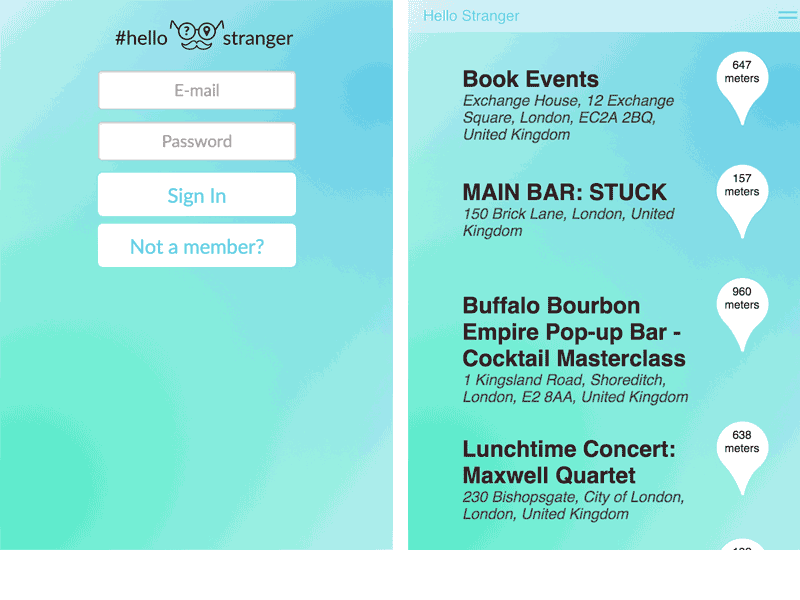 #hello stranger
E-mail
Password
Sign In
Not a member?
Hello Stranger
Book Events
Exchange House, 12 Exchange
Square, London, EC2A 2BQ,
United Kingdom
647
meters
MAIN BAR: STUCK
150 Brick Lane, London, United
Kingdom
157
meters
Buffalo Bourbon
Empire Pop-up Bar -
Cocktail Masterclass
1 Kingsland Road, Shoreditch,
London, E2 8AA, United Kingdom
960
meters
Lunchtime Concert:
Maxwell Quartet
230 Bishopsgate, City of London,
London, United Kingdom
638
meters